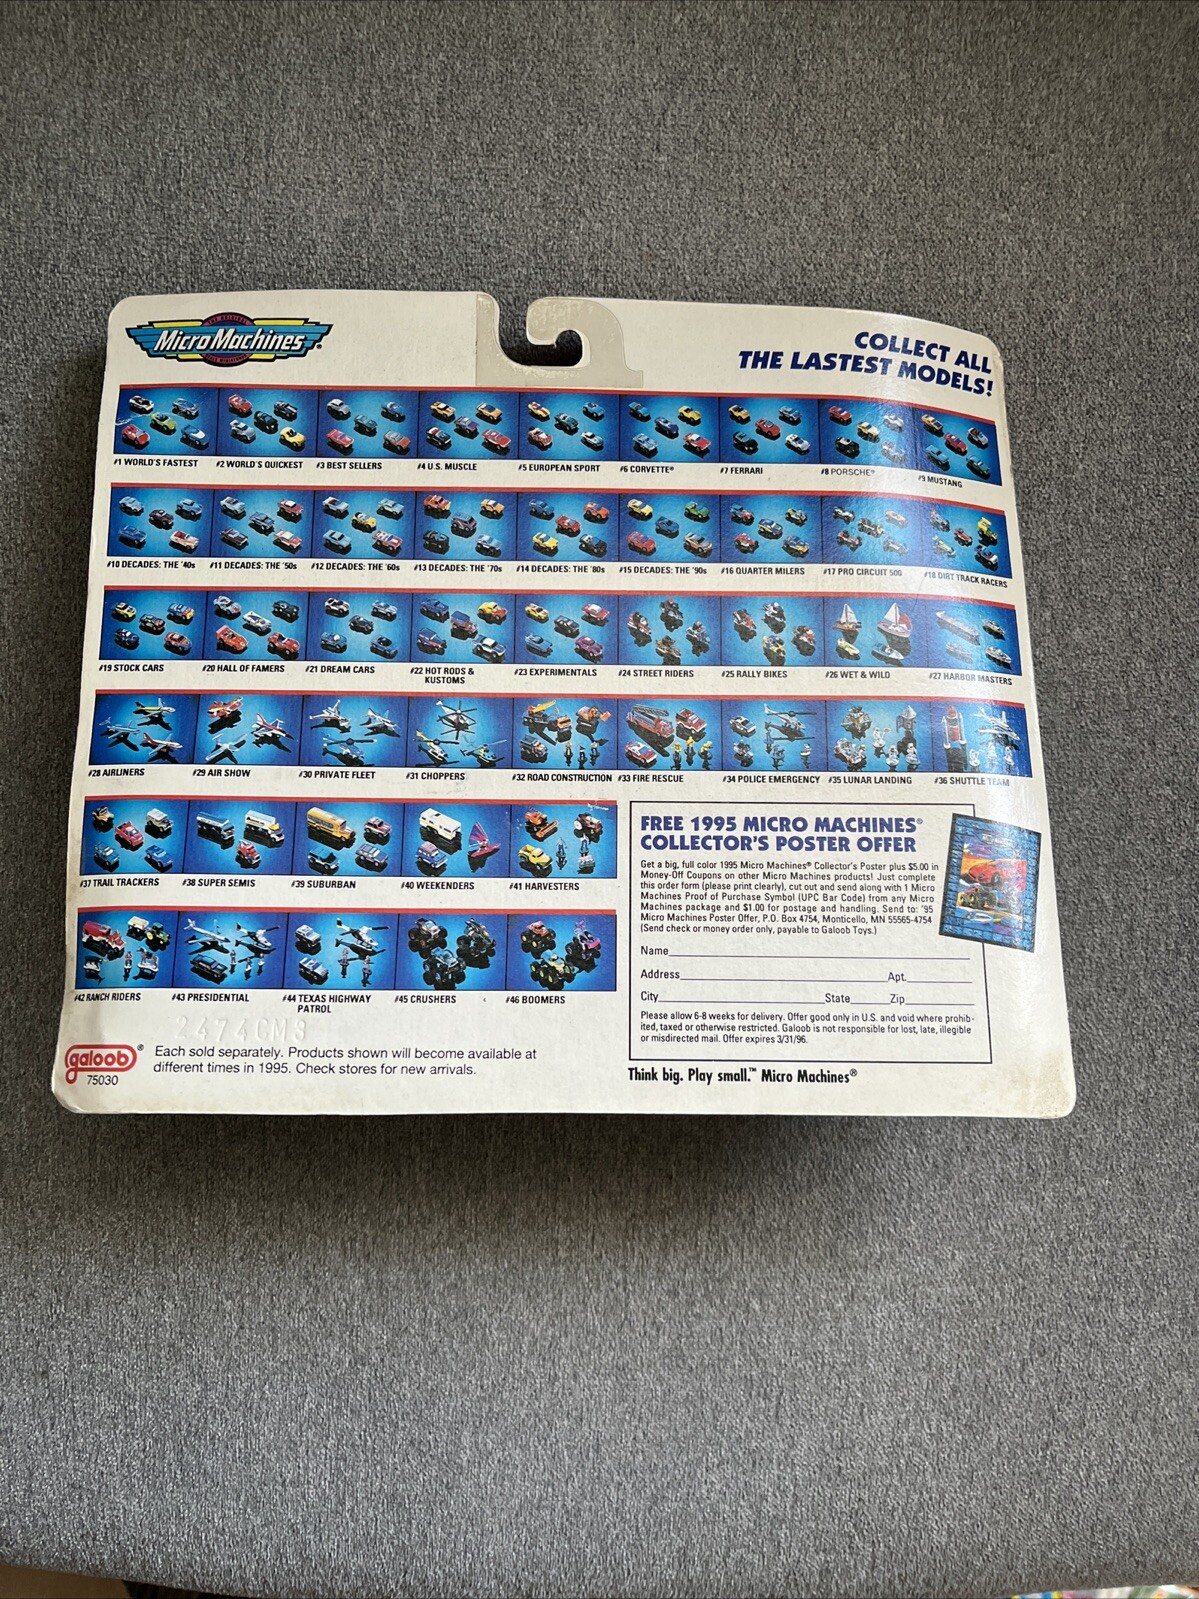 THE ORIGINAL
MicroMachines®
COLLECT ALL
THE LASTEST MODELS!
#1 WORLD'S FASTEST
#2 WORLD'S QUICKEST
#3 BEST SELLERS
#4 U.S. MUSCLE
#5 EUROPEAN SPORT
#6 CORVETTE®
#7 FERRARI
#8 PORSCHE®
#9 MUSTANG
#10 DECADES: THE '40s
#11 DECADES: THE '50s
#12 DECADES: THE '60s
#13 DECADES: THE '70s
#14 DECADES: THE '80s
#15 DECADES: THE '90s
#16 QUARTER MILERS
#17 PRO CIRCUIT 500
#18 DIRT TRACK RACERS
#19 STOCK CARS
#20 HALL OF FAMERS
#21 DREAM CARS
#22 HOT RODS &
KUSTOMS
#23 EXPERIMENTALS
#24 STREET RIDERS
#25 RALLY BIKES
#26 WET & WILD
#27 HARBOR MASTERS
#28 AIRLINERS
#29 AIR SHOW
#30 PRIVATE FLEET
#31 CHOPPERS
#32 ROAD CONSTRUCTION
#33 FIRE RESCUE
#34 POLICE EMERGENCY
#35 LUNAR LANDING
#36 SHUTTLE TEAM
#37 TRAIL TRACKERS
#38 SUPER SEMIS
#39 SUBURBAN
#40 WEEKENDERS
#41 HARVESTERS
#42 RANCH RIDERS
#43 PRESIDENTIAL
#44 TEXAS HIGHWAY
PATROL
#45 CRUSHERS
#46 BOOMERS
FREE 1995 MICRO MACHINES®
COLLECTOR'S POSTER OFFER
Get a big, full color 1995 Micro Machines® Collector's Poster plus $5.00 in
Money-Off Coupons on other Micro Machines products! Just complete
this order form (please print clearly), cut out and send along with 1 Micro
Machines Proof of Purchase Symbol (UPC Bar Code) from any Micro
Machines package and $1.00 for postage and handling. Send to: '95
Micro Machines Poster Offer, P.O. Box 4754, Monticello, MN 55565-4754
(Send check or money order only, payable to Galoob Toys.)
Name
Address Apt.
City State Zip
Please allow 6-8 weeks for delivery. Offer good only in U.S. and void where prohib-
ited, taxed or otherwise restricted. Galoob is not responsible for lost, late, illegible
or misdirected mail. Offer expires 3/31/96.
Think big. Play small.™ Micro Machines®
2474CM3
galoob®
75030
Each sold separately. Products shown will become available at
different times in 1995. Check stores for new arrivals.